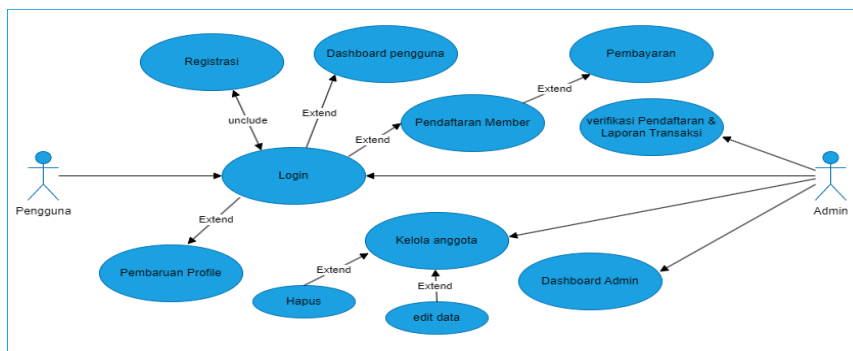 Registrasi
Dashboard pengguna
Pembayaran
Extend
unclude
Extend
Pendaftaran Member
verifikasi Pendaftaran &
Laporan Transaksi
Extend
Login
Pengguna
Admin
Extend
Kelola anggota
Pembaruan Profile
Extend
Dashboard Admin
Hapus
Extend
edit data